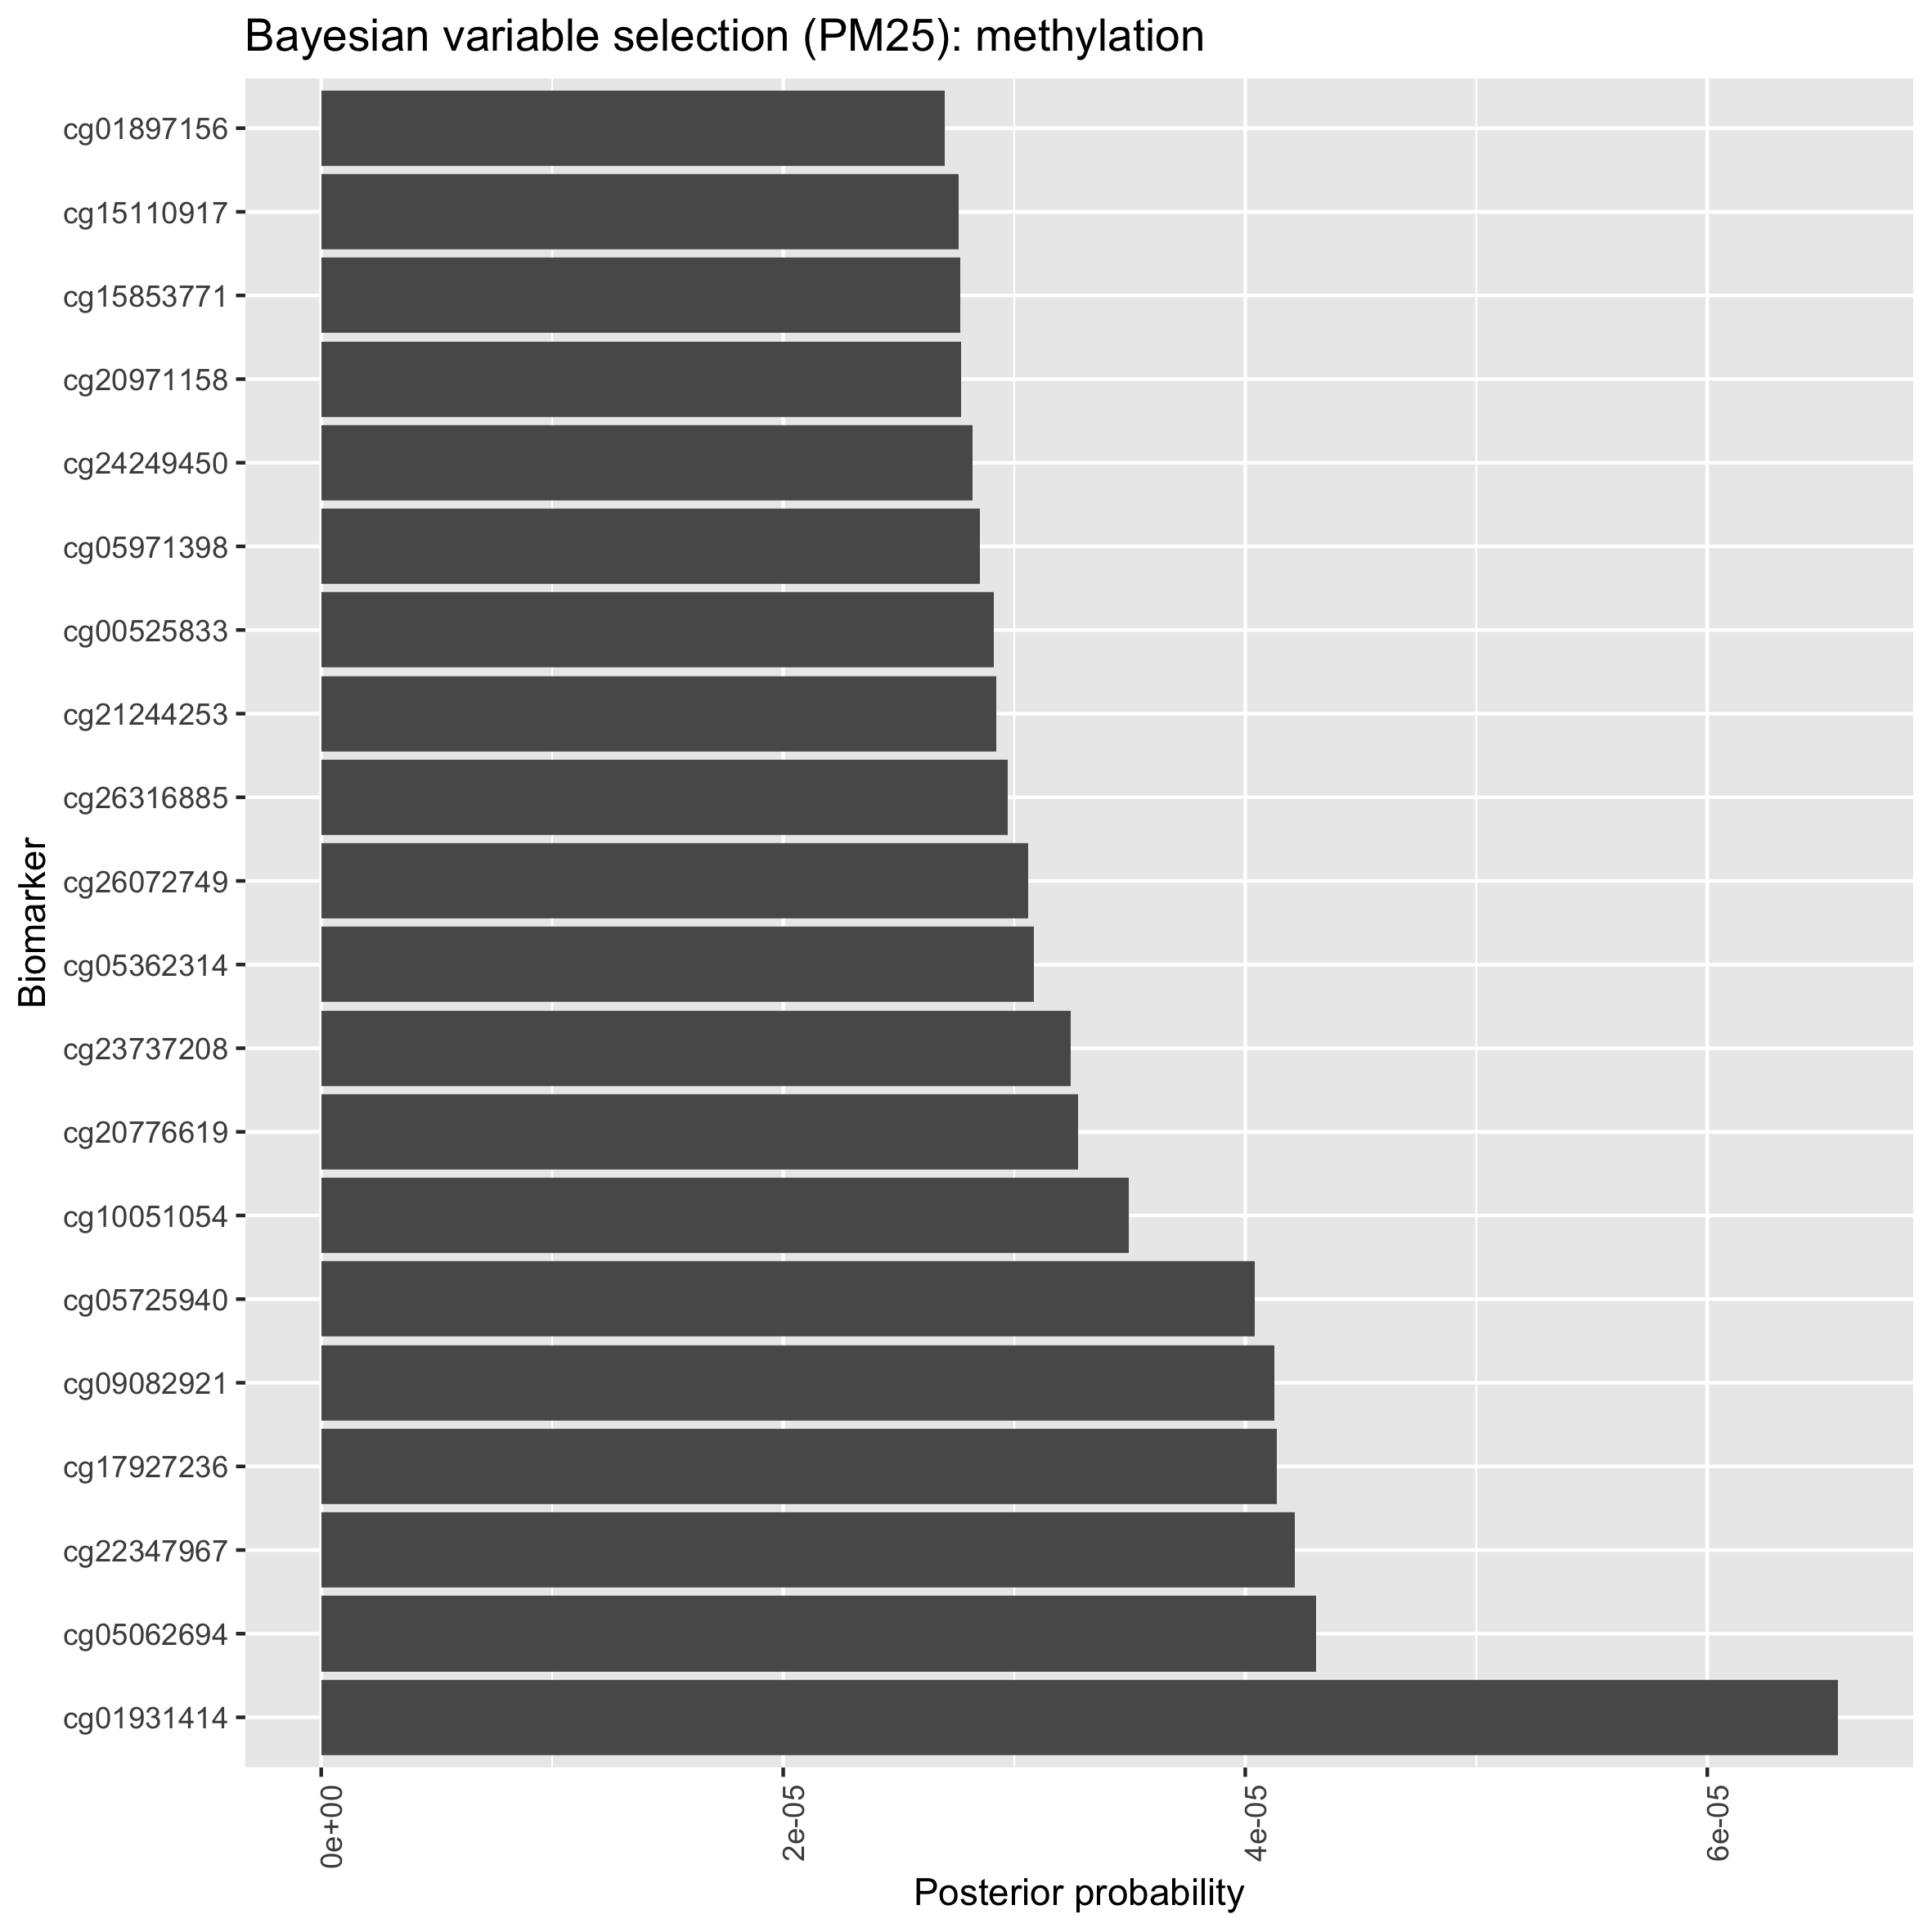 Bayesian variable selection (PM25): methylation
Biomarker
cg01897156
cg15110917
cg15853771
cg20971158
cg24249450
cg05971398
cg00525833
cg21244253
cg26316885
cg26072749
cg05362314
cg23737208
cg20776619
cg10051054
cg05725940
cg09082921
cg17927236
cg22347967
cg05062694
cg01931414
0e+00
2e-05
4e-05
6e-05
Posterior probability